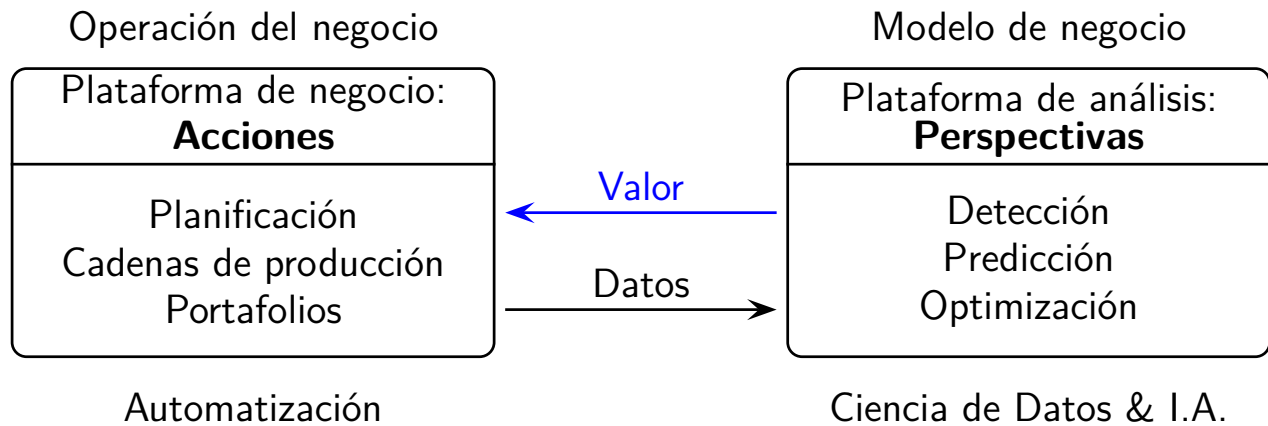 Operación del negocio
Plataforma de negocio:
Acciones
Planificación
Cadenas de producción
Portafolios
Automatización
Valor
Datos
Modelo de negocio
Plataforma de análisis:
Perspectivas
Detección
Predicción
Optimización
Ciencia de Datos & I.A.